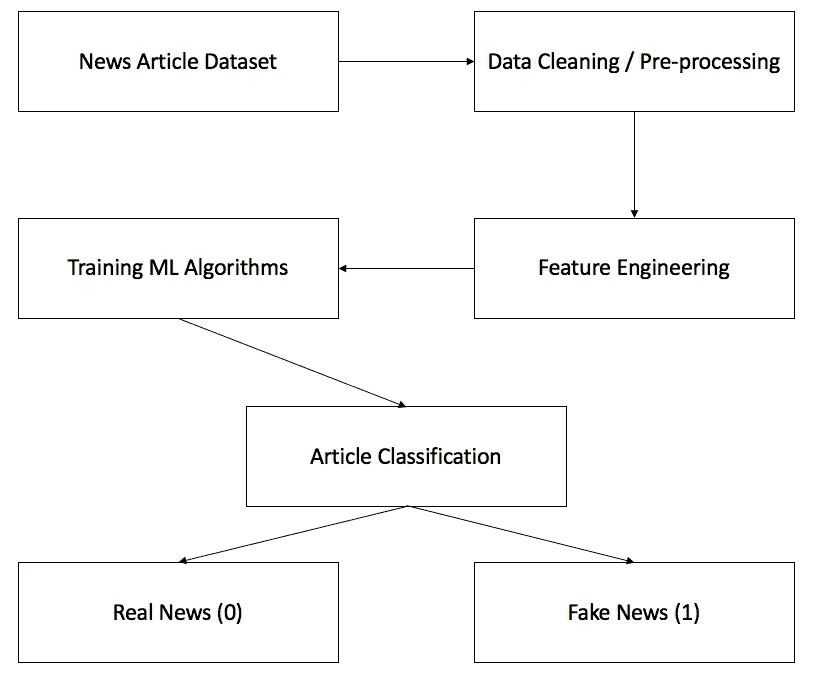 News Article Dataset
Data Cleaning / Pre-processing
Training ML Algorithms
Feature Engineering
Article Classification
Real News (0)
Fake News (1)